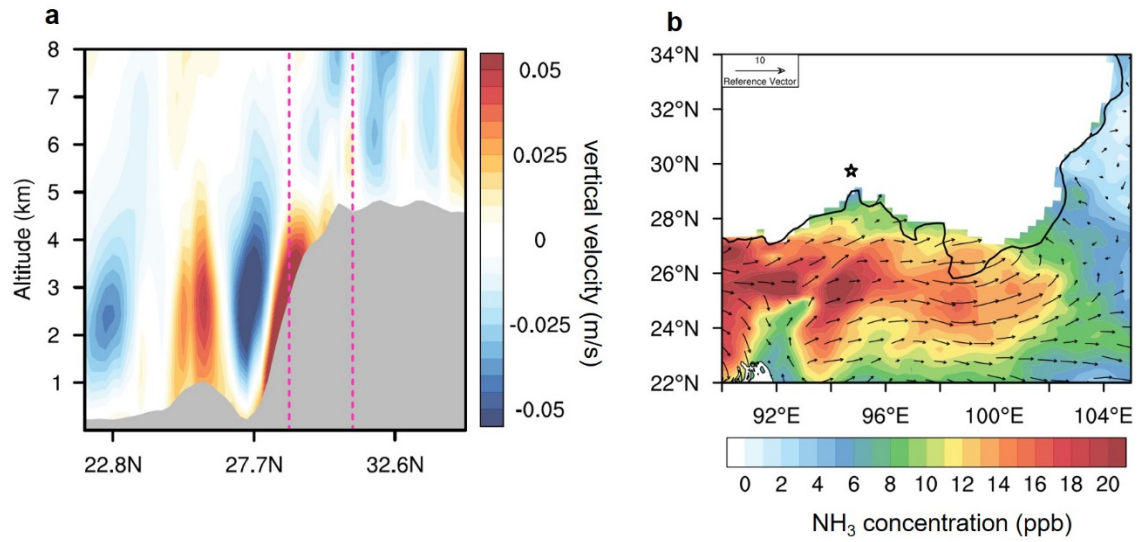 a
8
7
6
5
4
3
2
1
Altitude (km)
22.8N
27.7N
32.6N
0.05
0.025
0
-0.025
-0.05
vertical velocity (m/s)
b
10
Reference Vector
34°N
32°N
30°N
28°N
26°N
24°N
22°N
92°E
96°E
100°E
104°E
0 2 4 6 8 10 12 14 16 18 20
NH₃ concentration (ppb)